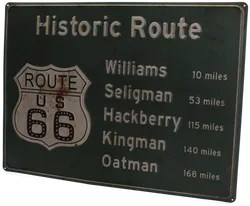 Historic Route
ROUTE
US
66
Williams 10 miles
Seligman 53 miles
Hackberry 115 miles
Kingman 140 miles
Oatman 168 miles